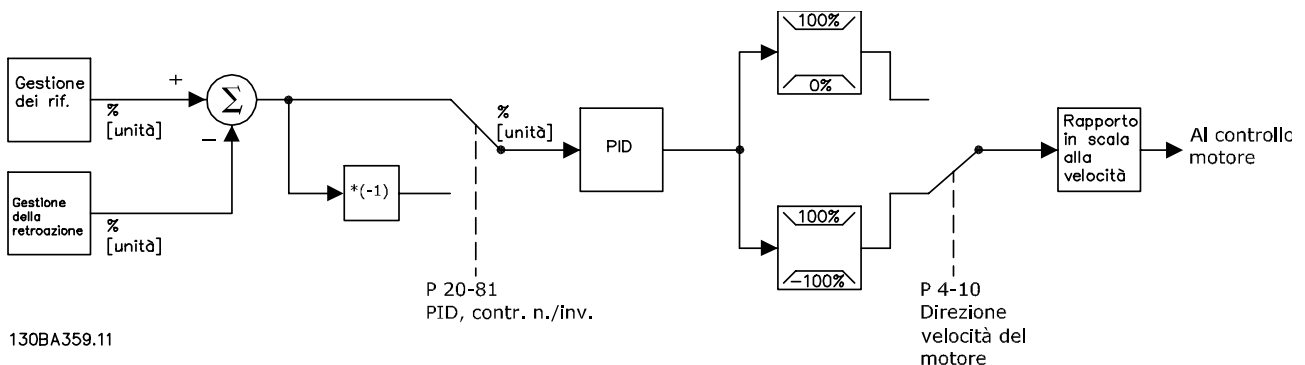 Gestione
dei rif.
+
%
[unità]
Σ
−
Gestione
della
retroazione
%
[unità]
*(-1)
%
[unità]
P 20-81
PID, contr. n./inv.
PID
100%
0%
100%
−100%
P 4-10
Direzione
velocità del
motore
Rapporto
in scala
alla
velocità
Al controllo
motore
130BA359.11